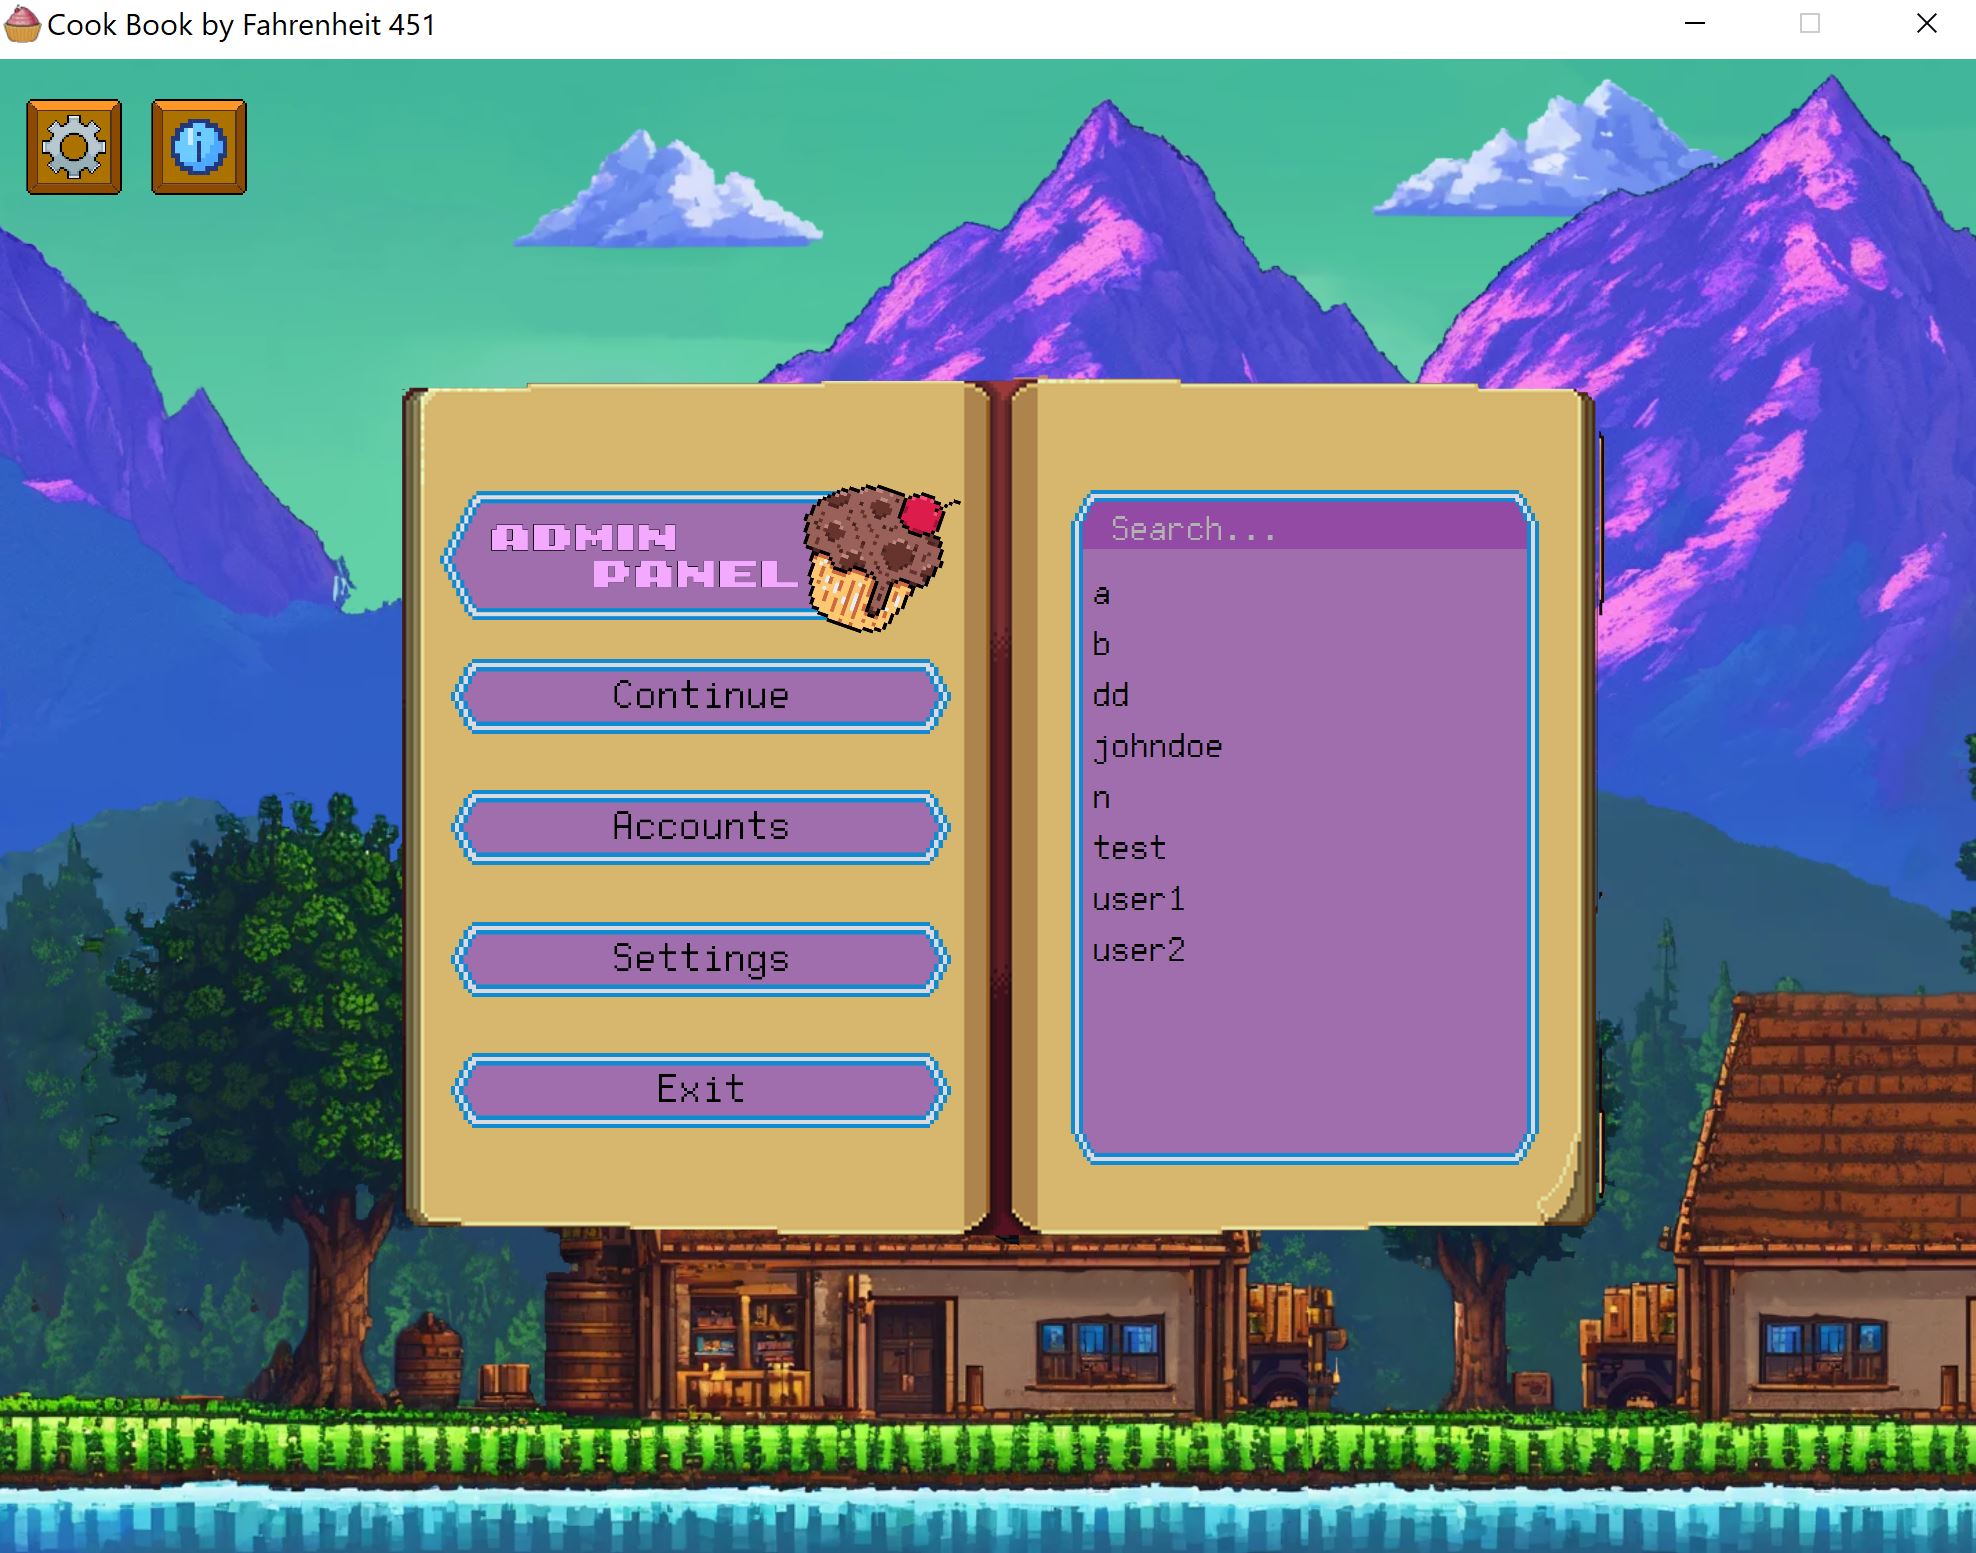 Cook Book by Fahrenheit 451
i
ADMIN
PANEL
Continue
Accounts
Settings
Exit
Search...
a
b
dd
johndoe
n
test
user1
user2